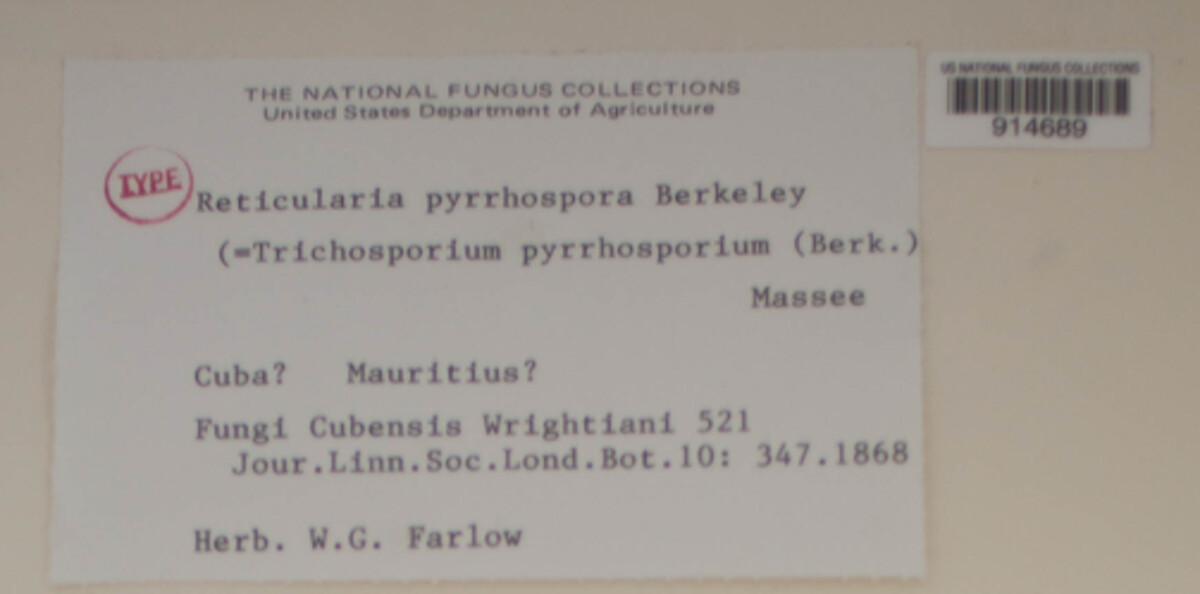 THE NATIONAL FUNGUS COLLECTIONS
United States Department of Agriculture
TYPE
Reticularia pyrrhospora Berkeley
(=Trichosporium pyrrhosporium (Berk.)
Massee
Cuba? Mauritius?
Fungi Cubensis Wrightiani 521
Jour.Linn.Soc.Lond.Bot.10: 347.1868
Herb. W.G. Farlow
US NATIONAL FUNGUS COLLECTIONS
914689